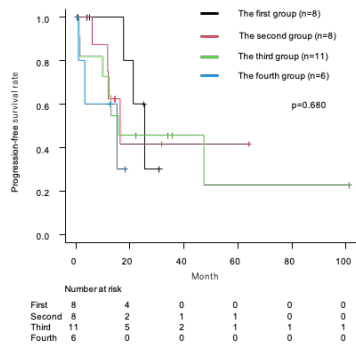 The first group (n=8)
The second group (n=8)
The third group (n=11)
The fourth group (n=6)
p=0.680
Progression-free survival rate
1.0
0.8
0.6
0.4
0.2
0.0
0 20 40 60 80 100
Month
Number at risk
First 8 4 0 0 0 0
Second 8 2 1 1 0 0
Third 11 5 2 1 1 1
Fourth 6 0 0 0 0 0